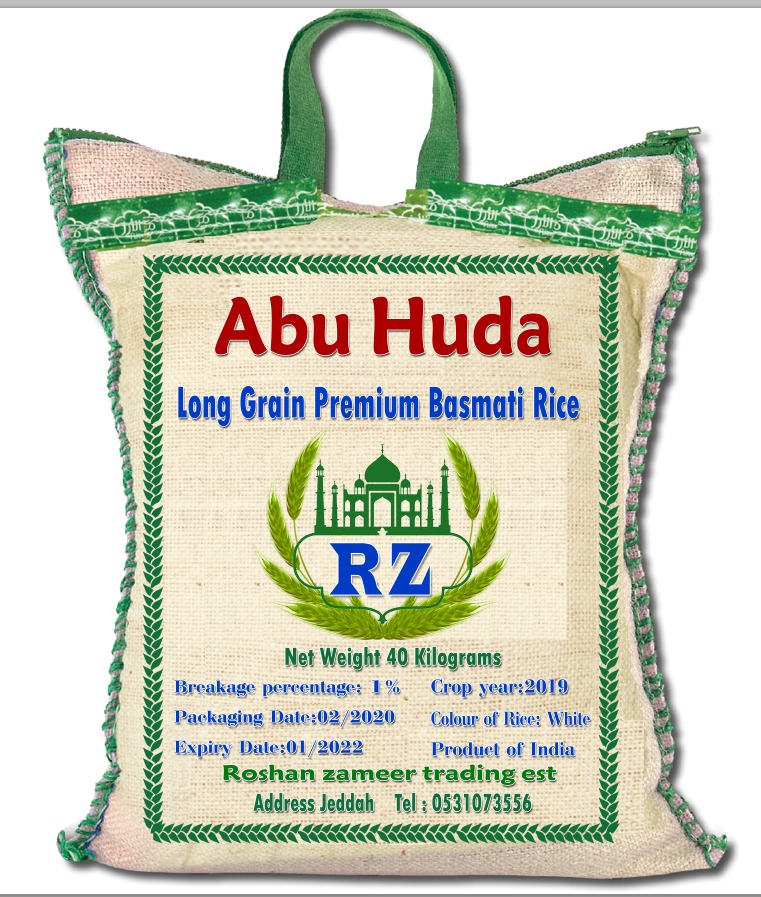 Abu Huda
Long Grain Premium Basmati Rice
RZ
Net Weight 40 Kilograms
Breakage percentage: 1% Crop year:2019
Packaging Date:02/2020 Colour of Rice: White
Expiry Date:01/2022 Product of India
Roshan zameer trading est
Address Jeddah Tel : 0531073556